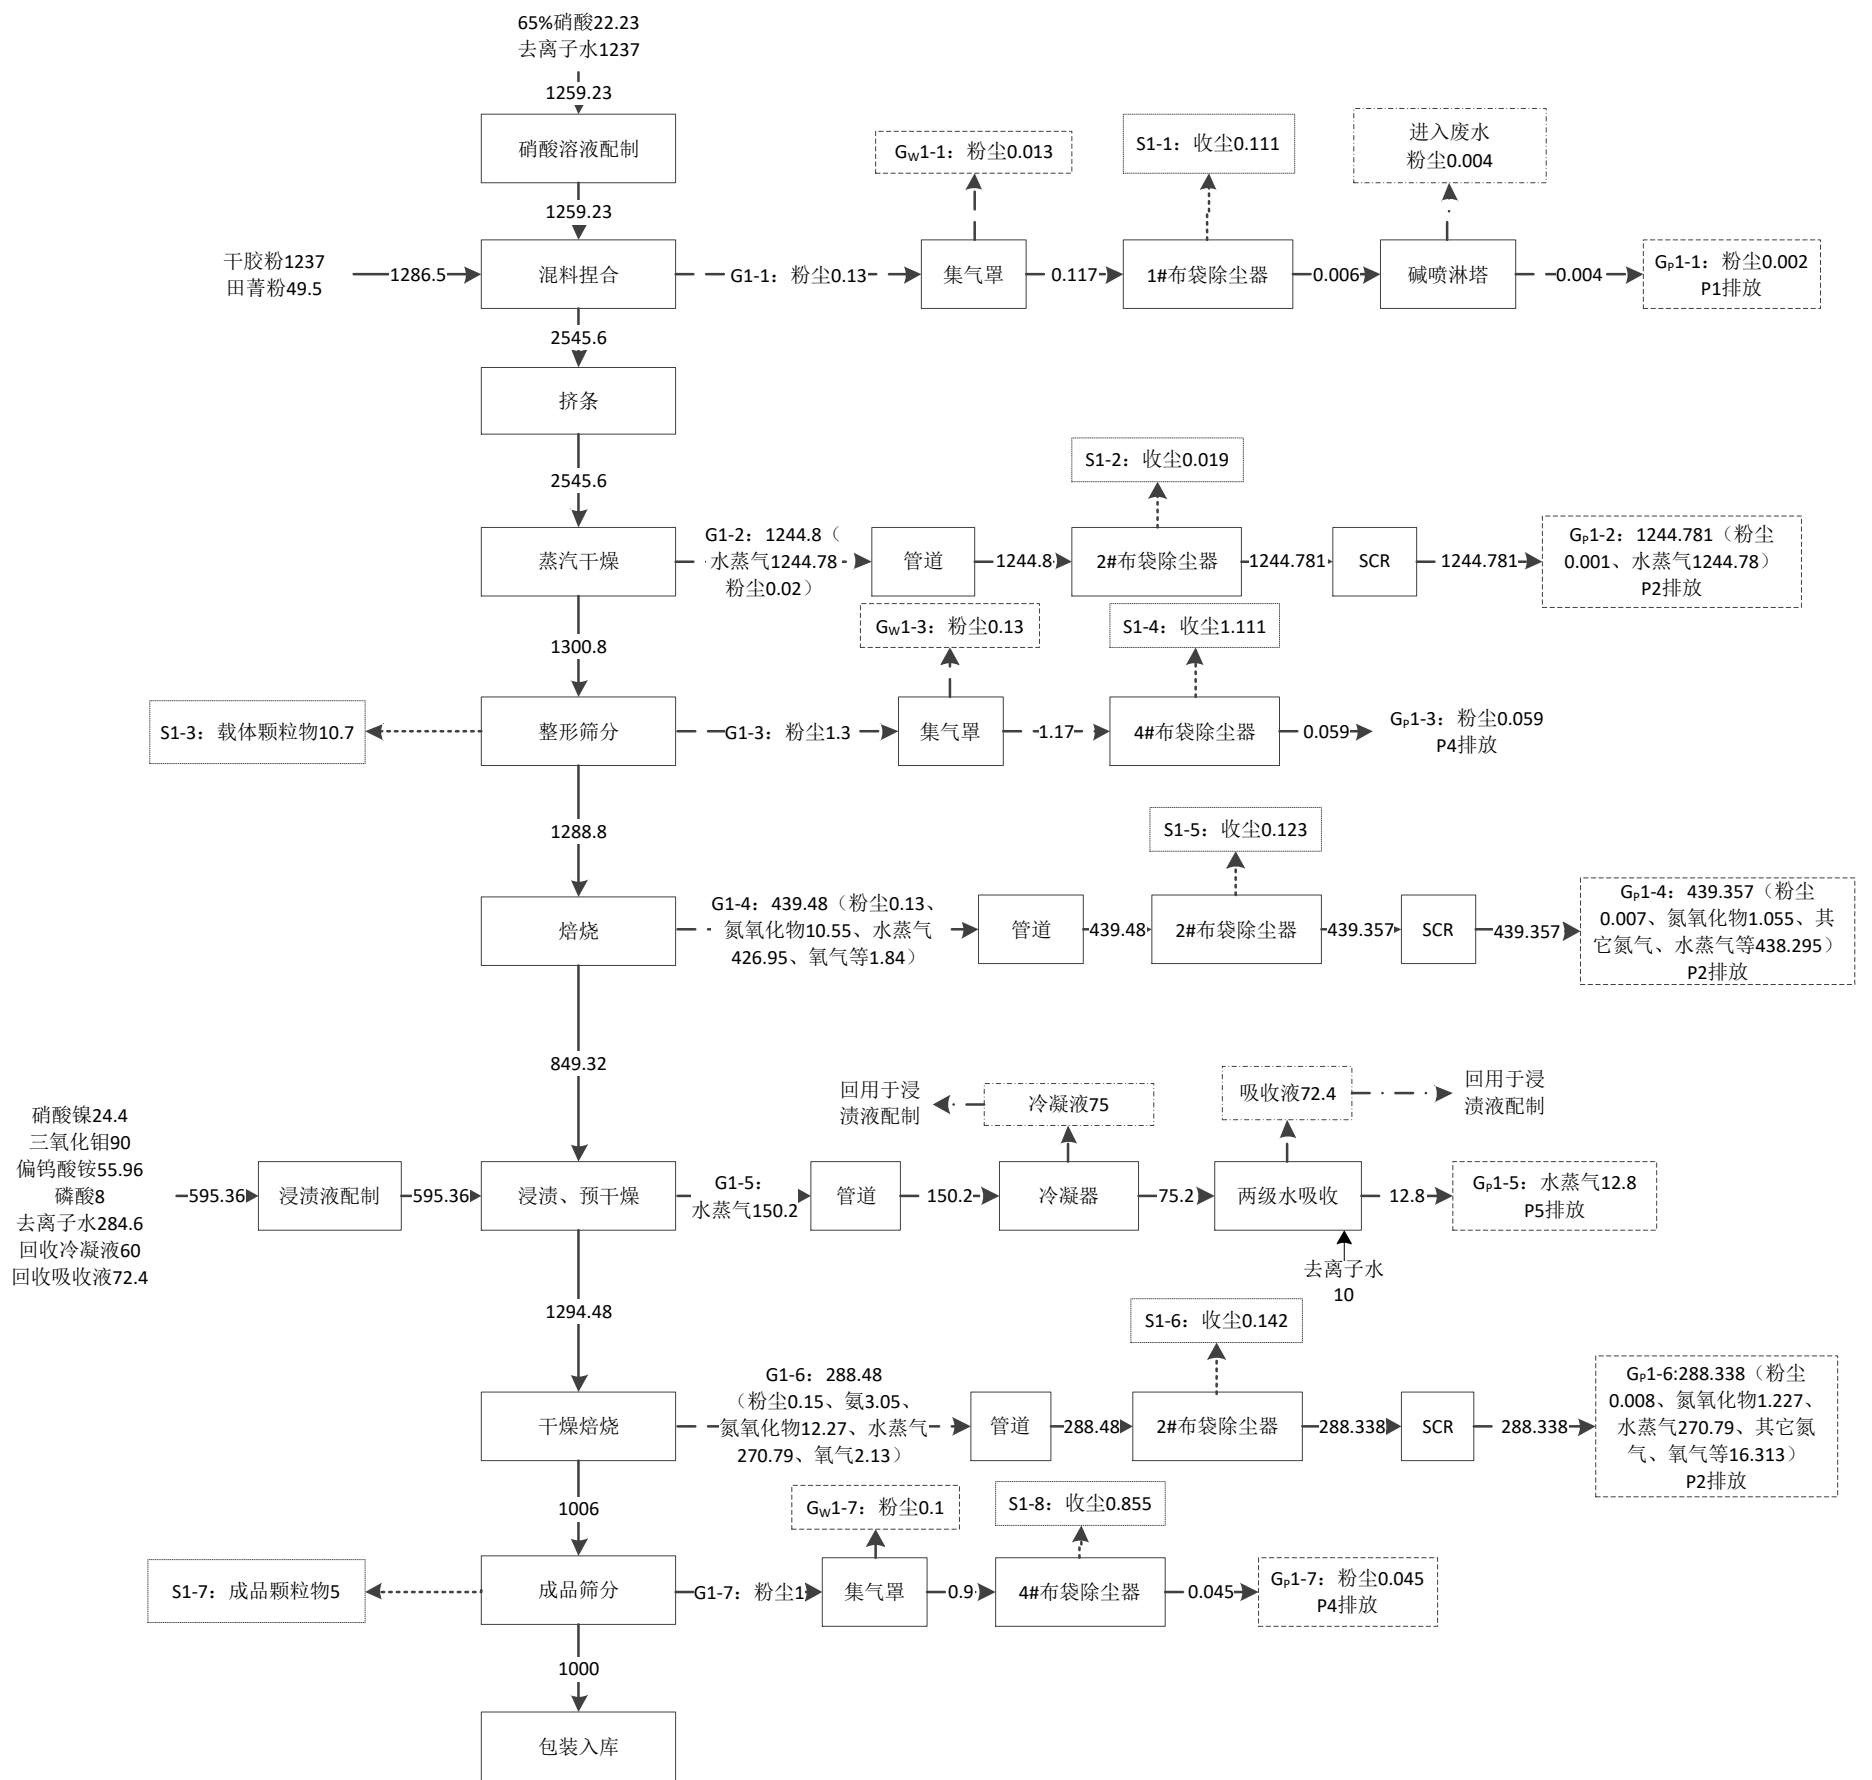 65%硝酸22.23
去离子水1237
1259.23
硝酸溶液配制
1259.23
干胶粉1237
田菁粉49.5
1286.5
混料捏合
G1-1：粉尘0.13
集气罩
GW1-1：粉尘0.013
0.117
1#布袋除尘器
S1-1：收尘0.111
0.006
碱喷淋塔
进入废水
粉尘0.004
0.004
GP1-1：粉尘0.002
P1排放
2545.6
挤条
2545.6
蒸汽干燥
G1-2：1244.8（
水蒸气1244.78
粉尘0.02）
管道
1244.8
2#布袋除尘器
S1-2：收尘0.019
1244.781
SCR
1244.781
GP1-2：1244.781（粉尘
0.001、水蒸气1244.78）
P2排放
1300.8
整形筛分
S1-3：载体颗粒物10.7
G1-3：粉尘1.3
集气罩
GW1-3：粉尘0.13
1.17
4#布袋除尘器
S1-4：收尘1.111
0.059
GP1-3：粉尘0.059
P4排放
1288.8
焙烧
G1-4：439.48（粉尘0.13、
氮氧化物10.55、水蒸气
426.95、氧气等1.84）
管道
439.48
2#布袋除尘器
S1-5：收尘0.123
439.357
SCR
439.357
GP1-4：439.357（粉尘
0.007、氮氧化物1.055、其
它氮气、水蒸气等438.295）
P2排放
849.32
硝酸镍24.4
三氧化钼90
偏钨酸铵55.96
磷酸8
去离子水284.6
回收冷凝液60
回收吸收液72.4
595.36
浸渍液配制
595.36
浸渍、预干燥
G1-5：
水蒸气150.2
管道
150.2
冷凝器
冷凝液75
回用于浸
渍液配制
75.2
两级水吸收
吸收液72.4
回用于浸
渍液配制
去离子水
10
12.8
GP1-5：水蒸气12.8
P5排放
1294.48
干燥焙烧
G1-6：288.48
（粉尘0.15、氨3.05、
氮氧化物12.27、水蒸气
270.79、氧气2.13）
管道
288.48
2#布袋除尘器
S1-6：收尘0.142
288.338
SCR
288.338
GP1-6:288.338（粉尘
0.008、氮氧化物1.227、
水蒸气270.79、其它氮
气、氧气等16.313）
P2排放
1006
成品筛分
S1-7：成品颗粒物5
G1-7：粉尘1
集气罩
GW1-7：粉尘0.1
0.9
4#布袋除尘器
S1-8：收尘0.855
0.045
GP1-7：粉尘0.045
P4排放
1000
包装入库